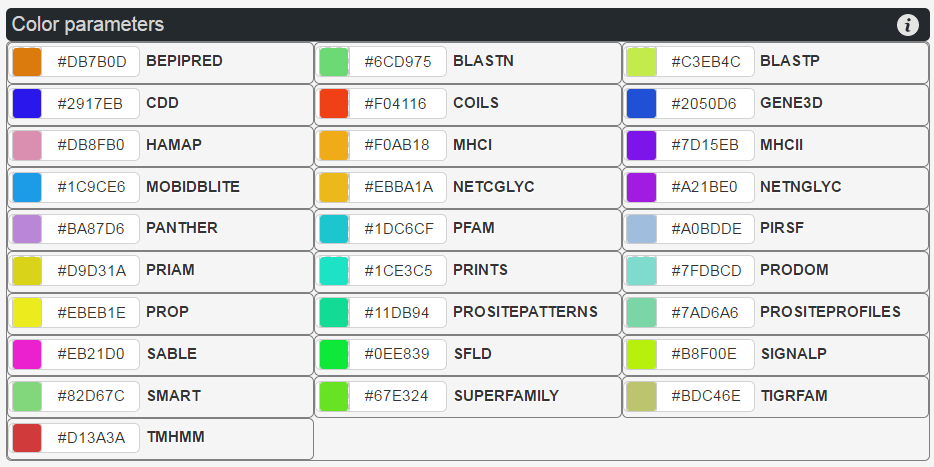 Color parameters
#DB7B0D BEPIPRED #6CD975 BLASTN #C3EB4C BLASTP
#2917EB CDD #F04116 COILS #2050D6 GENE3D
#DB8FB0 HAMAP #F0AB18 MHCI #7D15EB MHCII
#1C9CE6 MOBIDBLITE #EBBA1A NETCGLYC #A21BE0 NETNGLYC
#BA87D6 PANTHER #1DC6CF PFAM #A0BDDE PIRSF
#D9D31A PRIAM #1CE3C5 PRINTS #7FDBCD PRODOM
#EBEB1E PROP #11DB94 PROSITEPATTERNS #7AD6A6 PROSITEPROFILES
#EB21D0 SABLE #0EE839 SFLD #B8F00E SIGNALP
#82D67C SMART #67E324 SUPERFAMILY #BDC46E TIGRFAM
#D13A3A TMHMM